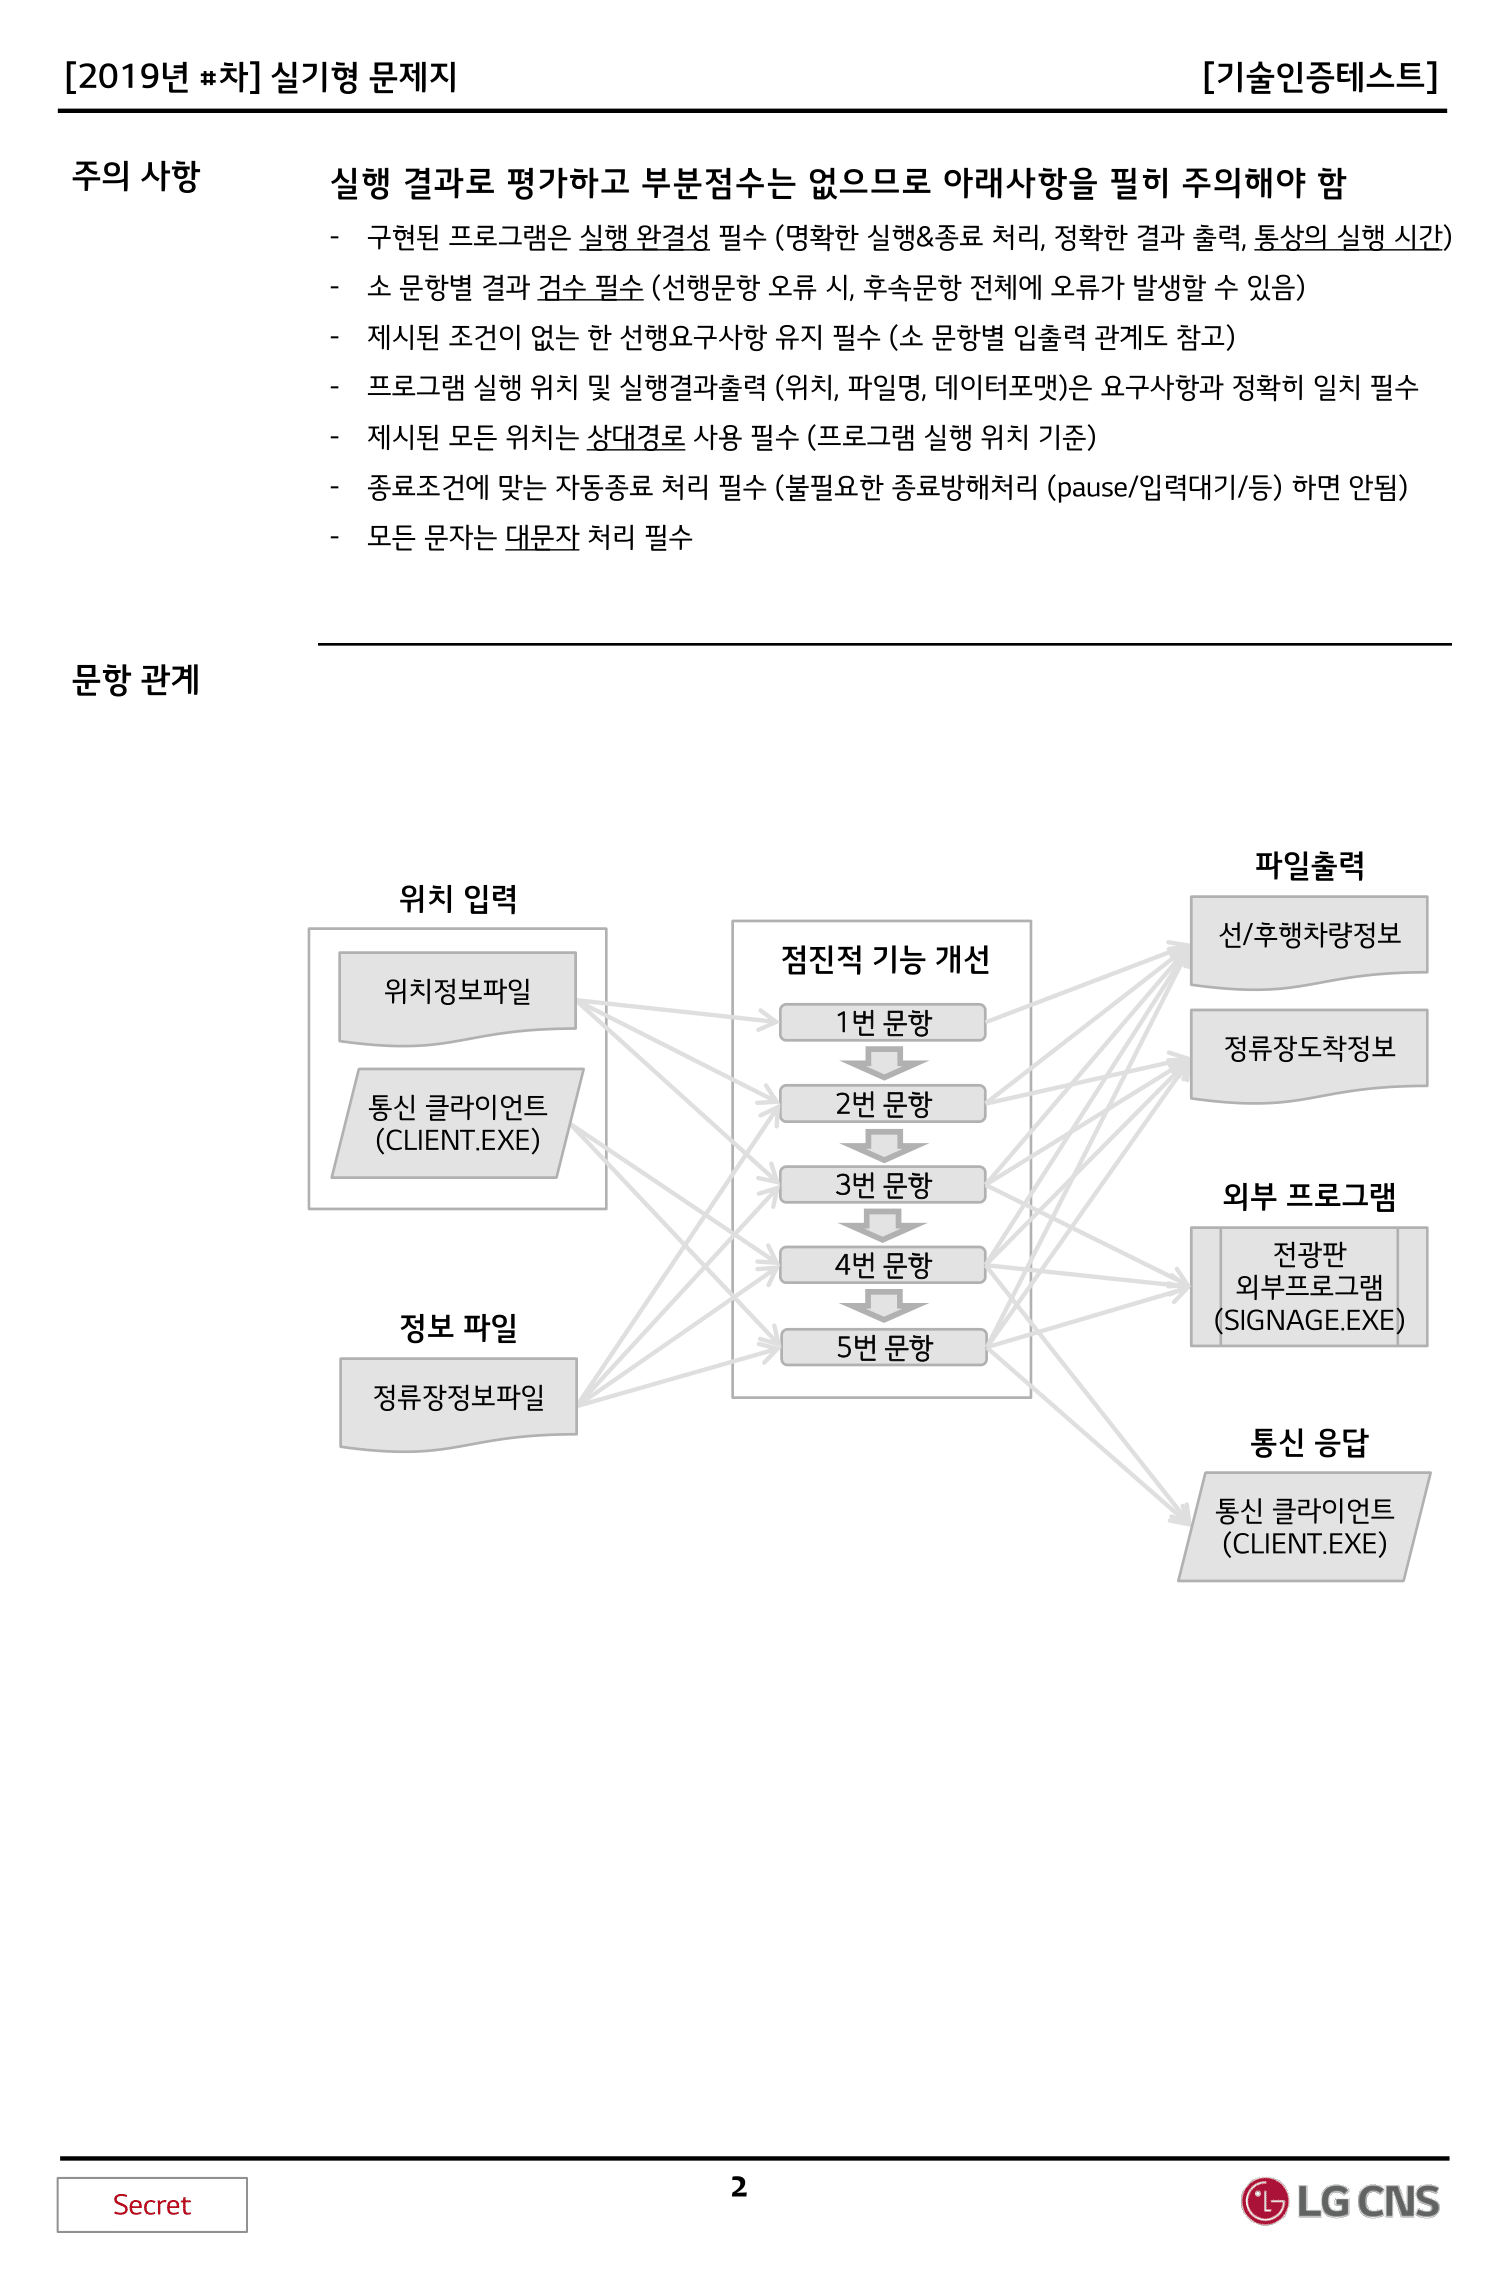 [2019년 #차] 실기형 문제지
[기술인증테스트]
주의 사항
실행 결과로 평가하고 부분점수는 없으므로 아래사항을 필히 주의해야 함
- 구현된 프로그램은 실행 완결성 필수 (명확한 실행&종료 처리, 정확한 결과 출력, 통상의 실행 시간)
- 소 문항별 결과 검수 필수 (선행문항 오류 시, 후속문항 전체에 오류가 발생할 수 있음)
- 제시된 조건이 없는 한 선행요구사항 유지 필수 (소 문항별 입출력 관계도 참고)
- 프로그램 실행 위치 및 실행결과출력 (위치, 파일명, 데이터포맷)은 요구사항과 정확히 일치 필수
- 제시된 모든 위치는 상대경로 사용 필수 (프로그램 실행 위치 기준)
- 종료조건에 맞는 자동종료 처리 필수 (불필요한 종료방해처리 (pause/입력대기/등) 하면 안됨)
- 모든 문자는 대문자 처리 필수
문항 관계
위치 입력
위치정보파일
통신 클라이언트
(CLIENT.EXE)
정보 파일
정류장정보파일
점진적 기능 개선
1번 문항
2번 문항
3번 문항
4번 문항
5번 문항
파일출력
선/후행차량정보
정류장도착정보
외부 프로그램
전광판
외부프로그램
(SIGNAGE.EXE)
통신 응답
통신 클라이언트
(CLIENT.EXE)
Secret
2
LG CNS